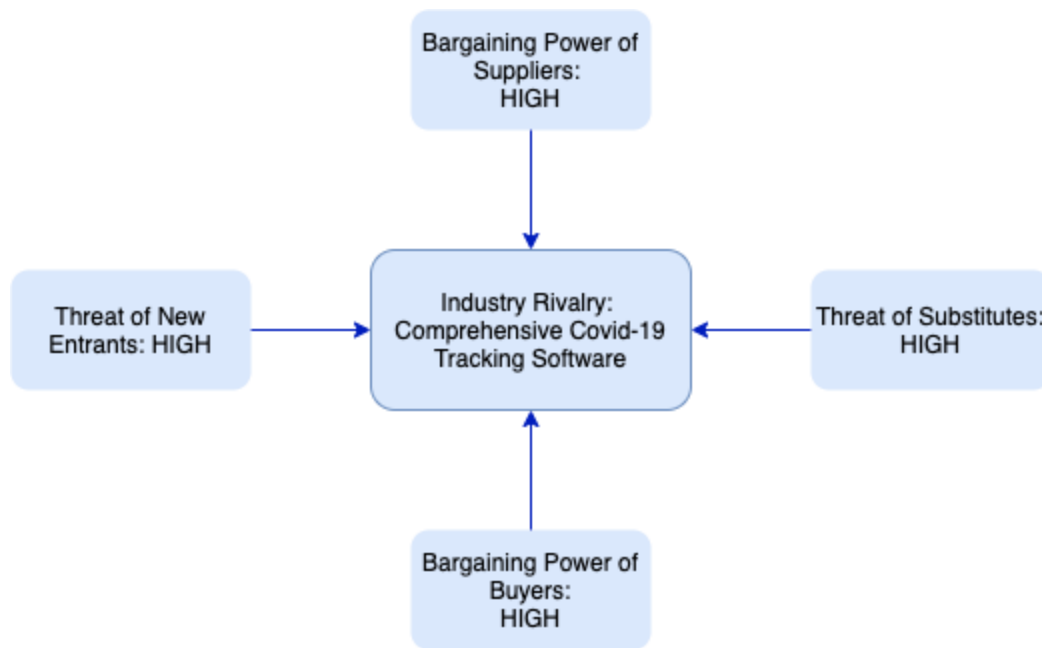 Bargaining Power of
Suppliers:
HIGH
Threat of New
Entrants: HIGH
Industry Rivalry:
Comprehensive Covid-19
Tracking Software
Threat of Substitutes:
HIGH
Bargaining Power of
Buyers:
HIGH